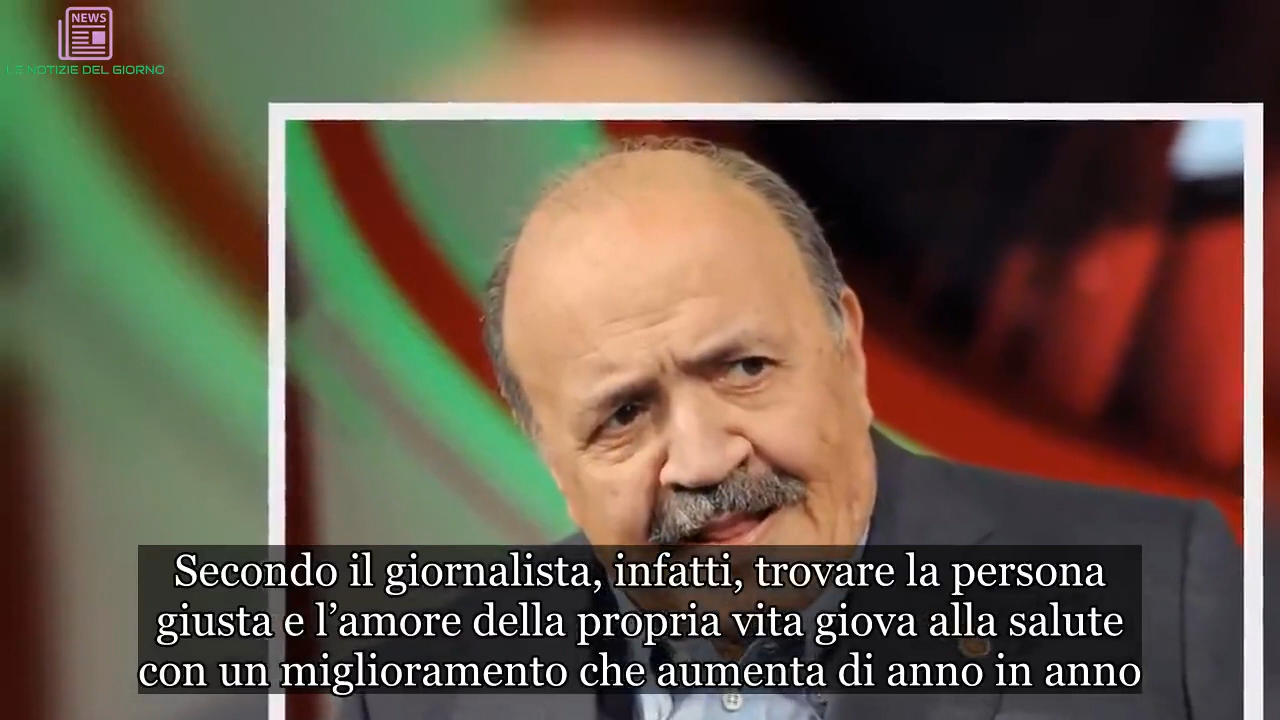 NEWS
LE NOTIZIE DEL GIORNO
Secondo il giornalista, infatti, trovare la persona
giusta e l’amore della propria vita giova alla salute
con un miglioramento che aumenta di anno in anno